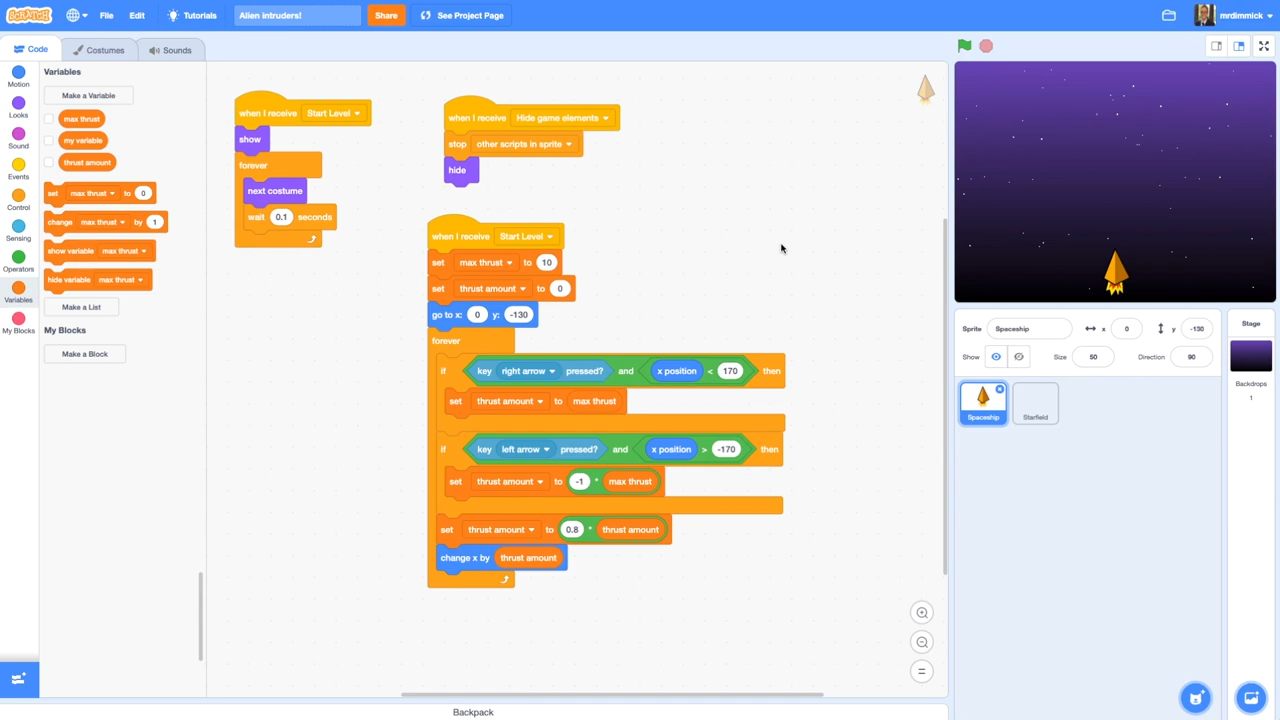 SCRATCH File Edit Tutorials Alien intruders! Share See Project Page mrdimmick
Code Costumes Sounds
Motion
Looks
Sound
Events
Control
Sensing
Operators
Variables
My Blocks
Variables
Make a Variable
max thrust
my variable
thrust amount
set max thrust to 0
change max thrust by 1
show variable max thrust
hide variable max thrust
Make a List
My Blocks
Make a Block
when I receive Start Level
show
forever
next costume
wait 0.1 seconds
when I receive Hide game elements
stop other scripts in sprite
hide
when I receive Start Level
set max thrust to 10
set thrust amount to 0
go to x: 0 y: -130
forever
if key right arrow pressed? and x position < 170 then
set thrust amount to max thrust
if key left arrow pressed? and x position > -170 then
set thrust amount to -1 * max thrust
set thrust amount to 0.8 * thrust amount
change x by thrust amount
Sprite Spaceship x 0 y -130
Show Size 50 Direction 90
Spaceship
Starfield
Stage
Backdrops
1
Backpack